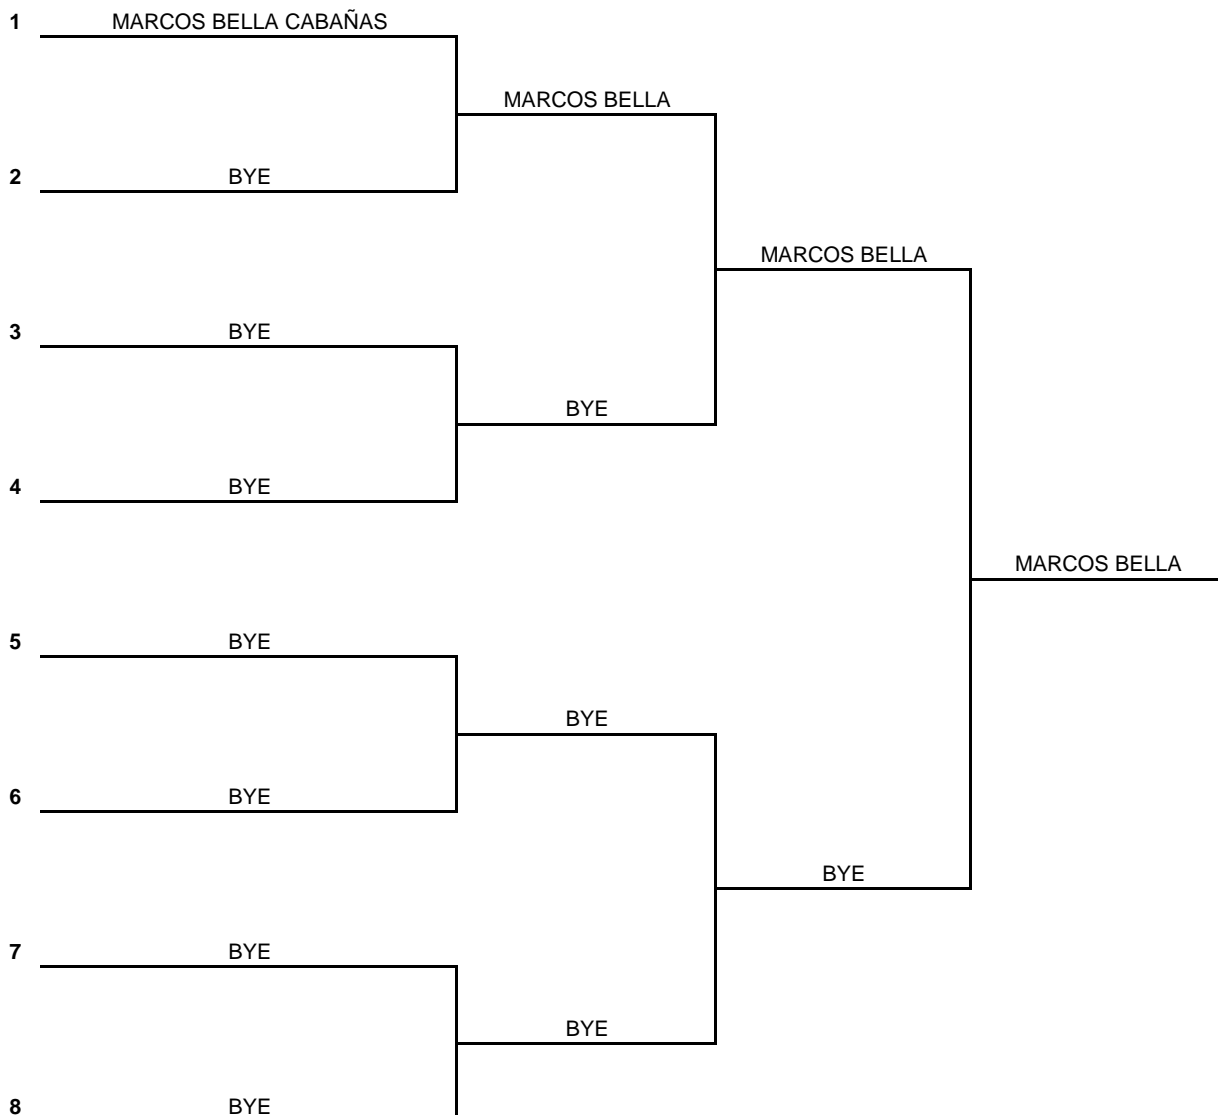 1 MARCOS BELLA CABAÑAS
MARCOS BELLA
2 BYE
MARCOS BELLA
3 BYE
BYE
4 BYE
MARCOS BELLA
5 BYE
BYE
6 BYE
BYE
7 BYE
BYE
8 BYE